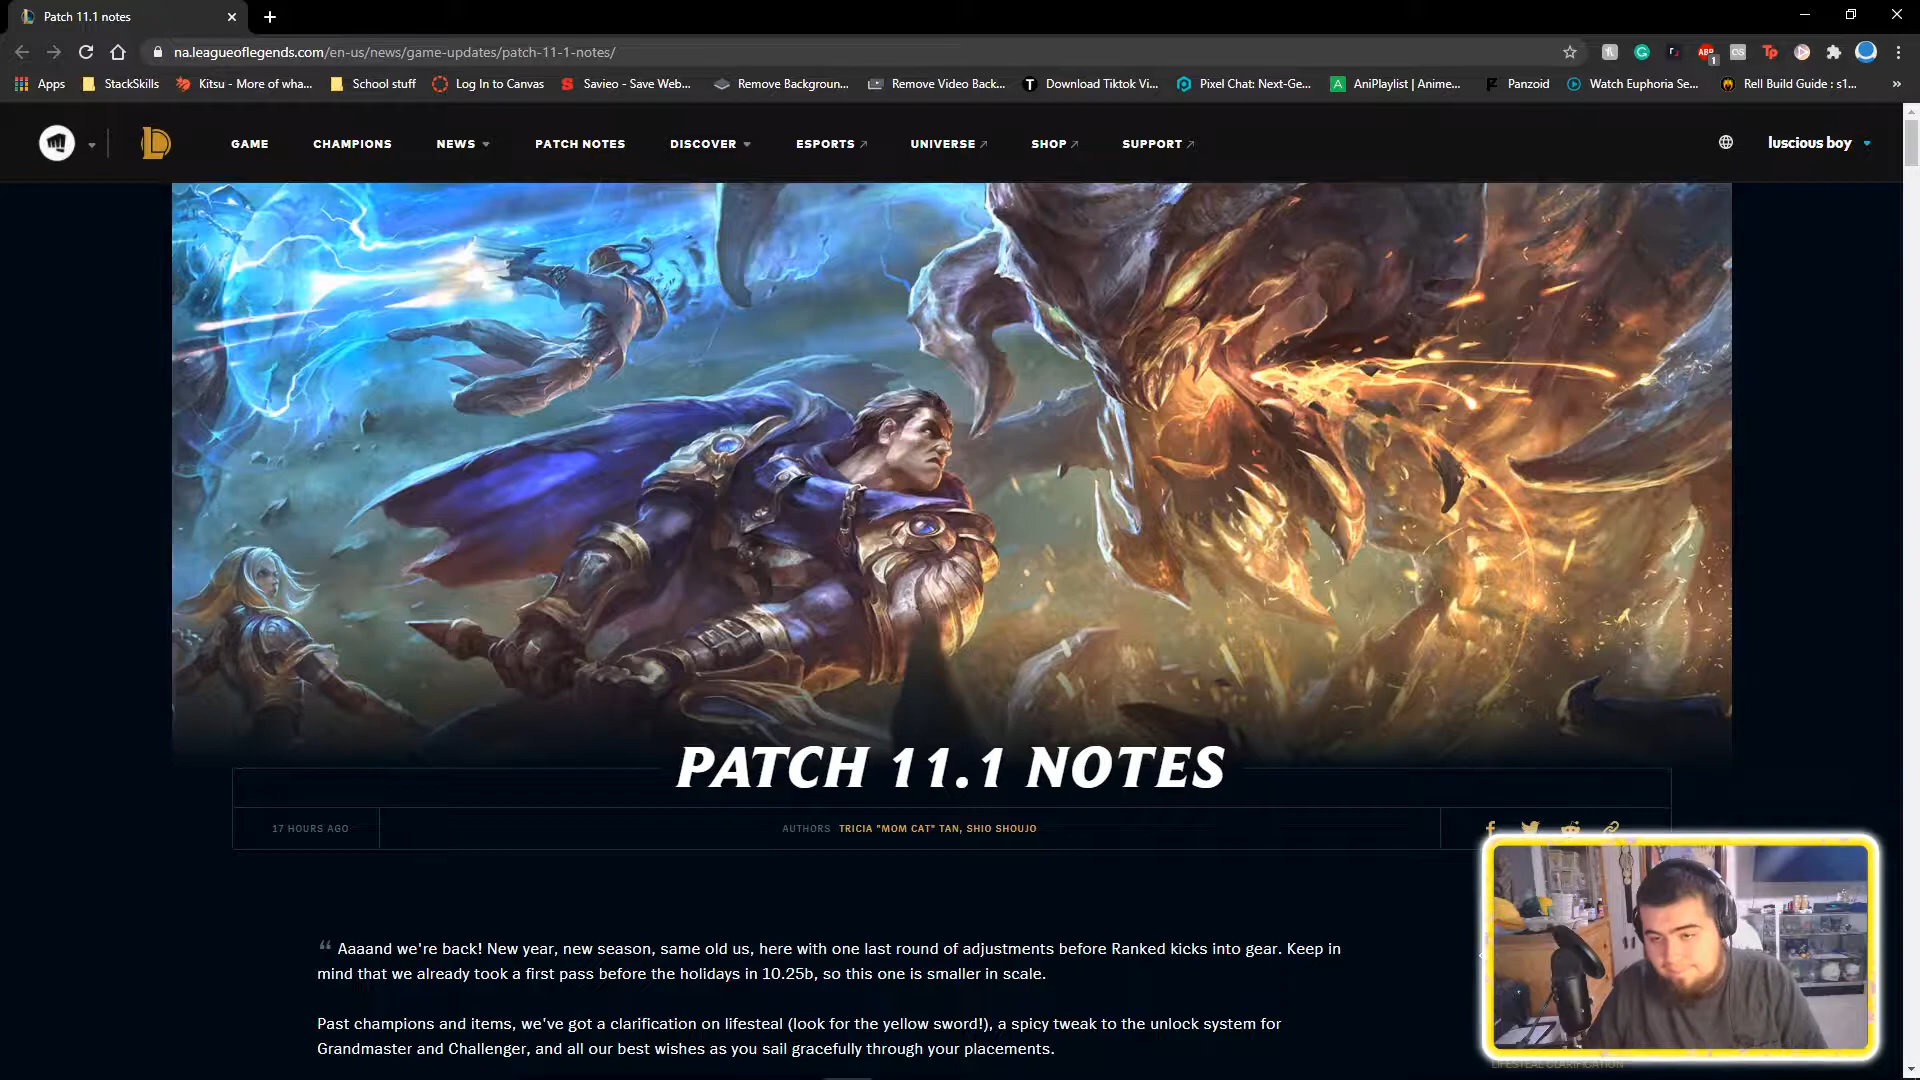 Patch 11.1 notes
na.leagueoflegends.com/en-us/news/game-updates/patch-11-1-notes/
Apps StackSkills Kitsu - More of wha... School stuff Log In to Canvas Savieo - Save Web... Remove Backgroun... Remove Video Back... Download Tiktok Vi... Pixel Chat: Next-Ge... AniPlaylist | Anime... Panzoid Watch Euphoria Se... Rell Build Guide : s1... »
GAME CHAMPIONS NEWS PATCH NOTES DISCOVER ESPORTS UNIVERSE SHOP SUPPORT luscious boy
PATCH 11.1 NOTES
17 HOURS AGO AUTHORS TRICIA "MOM CAT" TAN, SHIO SHOUJO
“ Aaaand we're back! New year, new season, same old us, here with one last round of adjustments before Ranked kicks into gear. Keep in
mind that we already took a first pass before the holidays in 10.25b, so this one is smaller in scale.
Past champions and items, we've got a clarification on lifesteal (look for the yellow sword!), a spicy tweak to the unlock system for
Grandmaster and Challenger, and all our best wishes as you sail gracefully through your placements.
LIFESTEAL CLARIFICATION